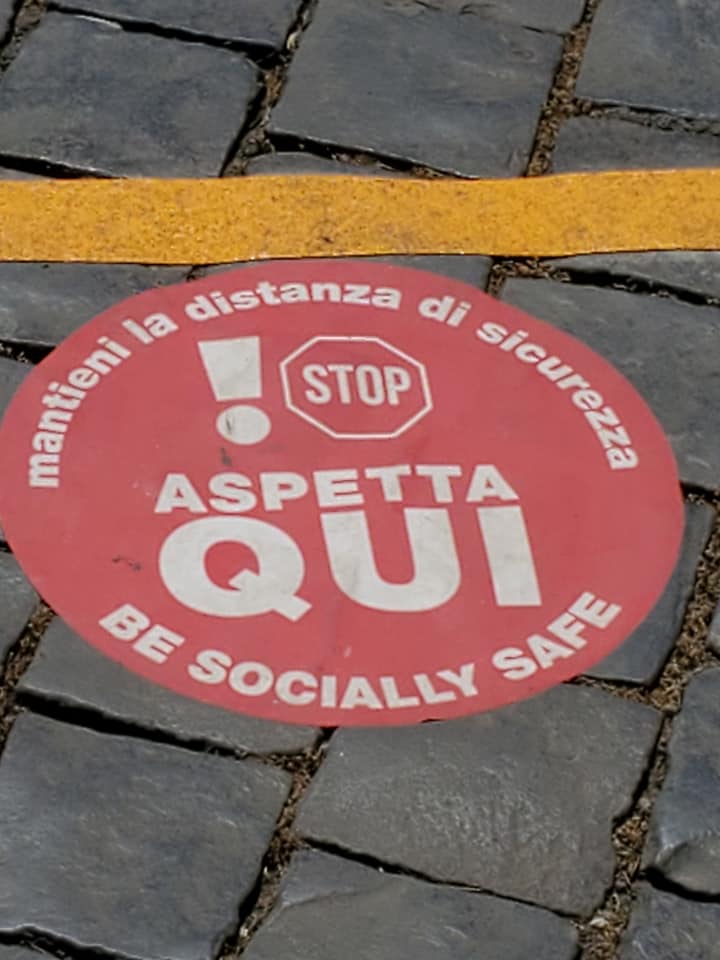 mantieni la distanza di sicurezza
! STOP
ASPETTA
QUI
BE SOCIALLY SAFE